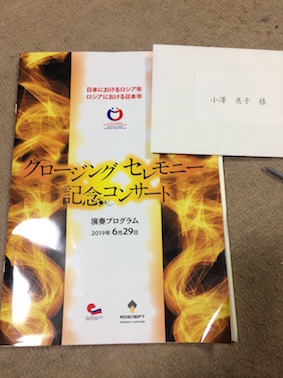 日本におけるロシア年
ロシアにおける日本年
クロージング セレモニー
記念コンサート
演奏プログラム
2019年 6月29日
ROSNEFT
GENERAL PARTNER
小澤 恵子 様